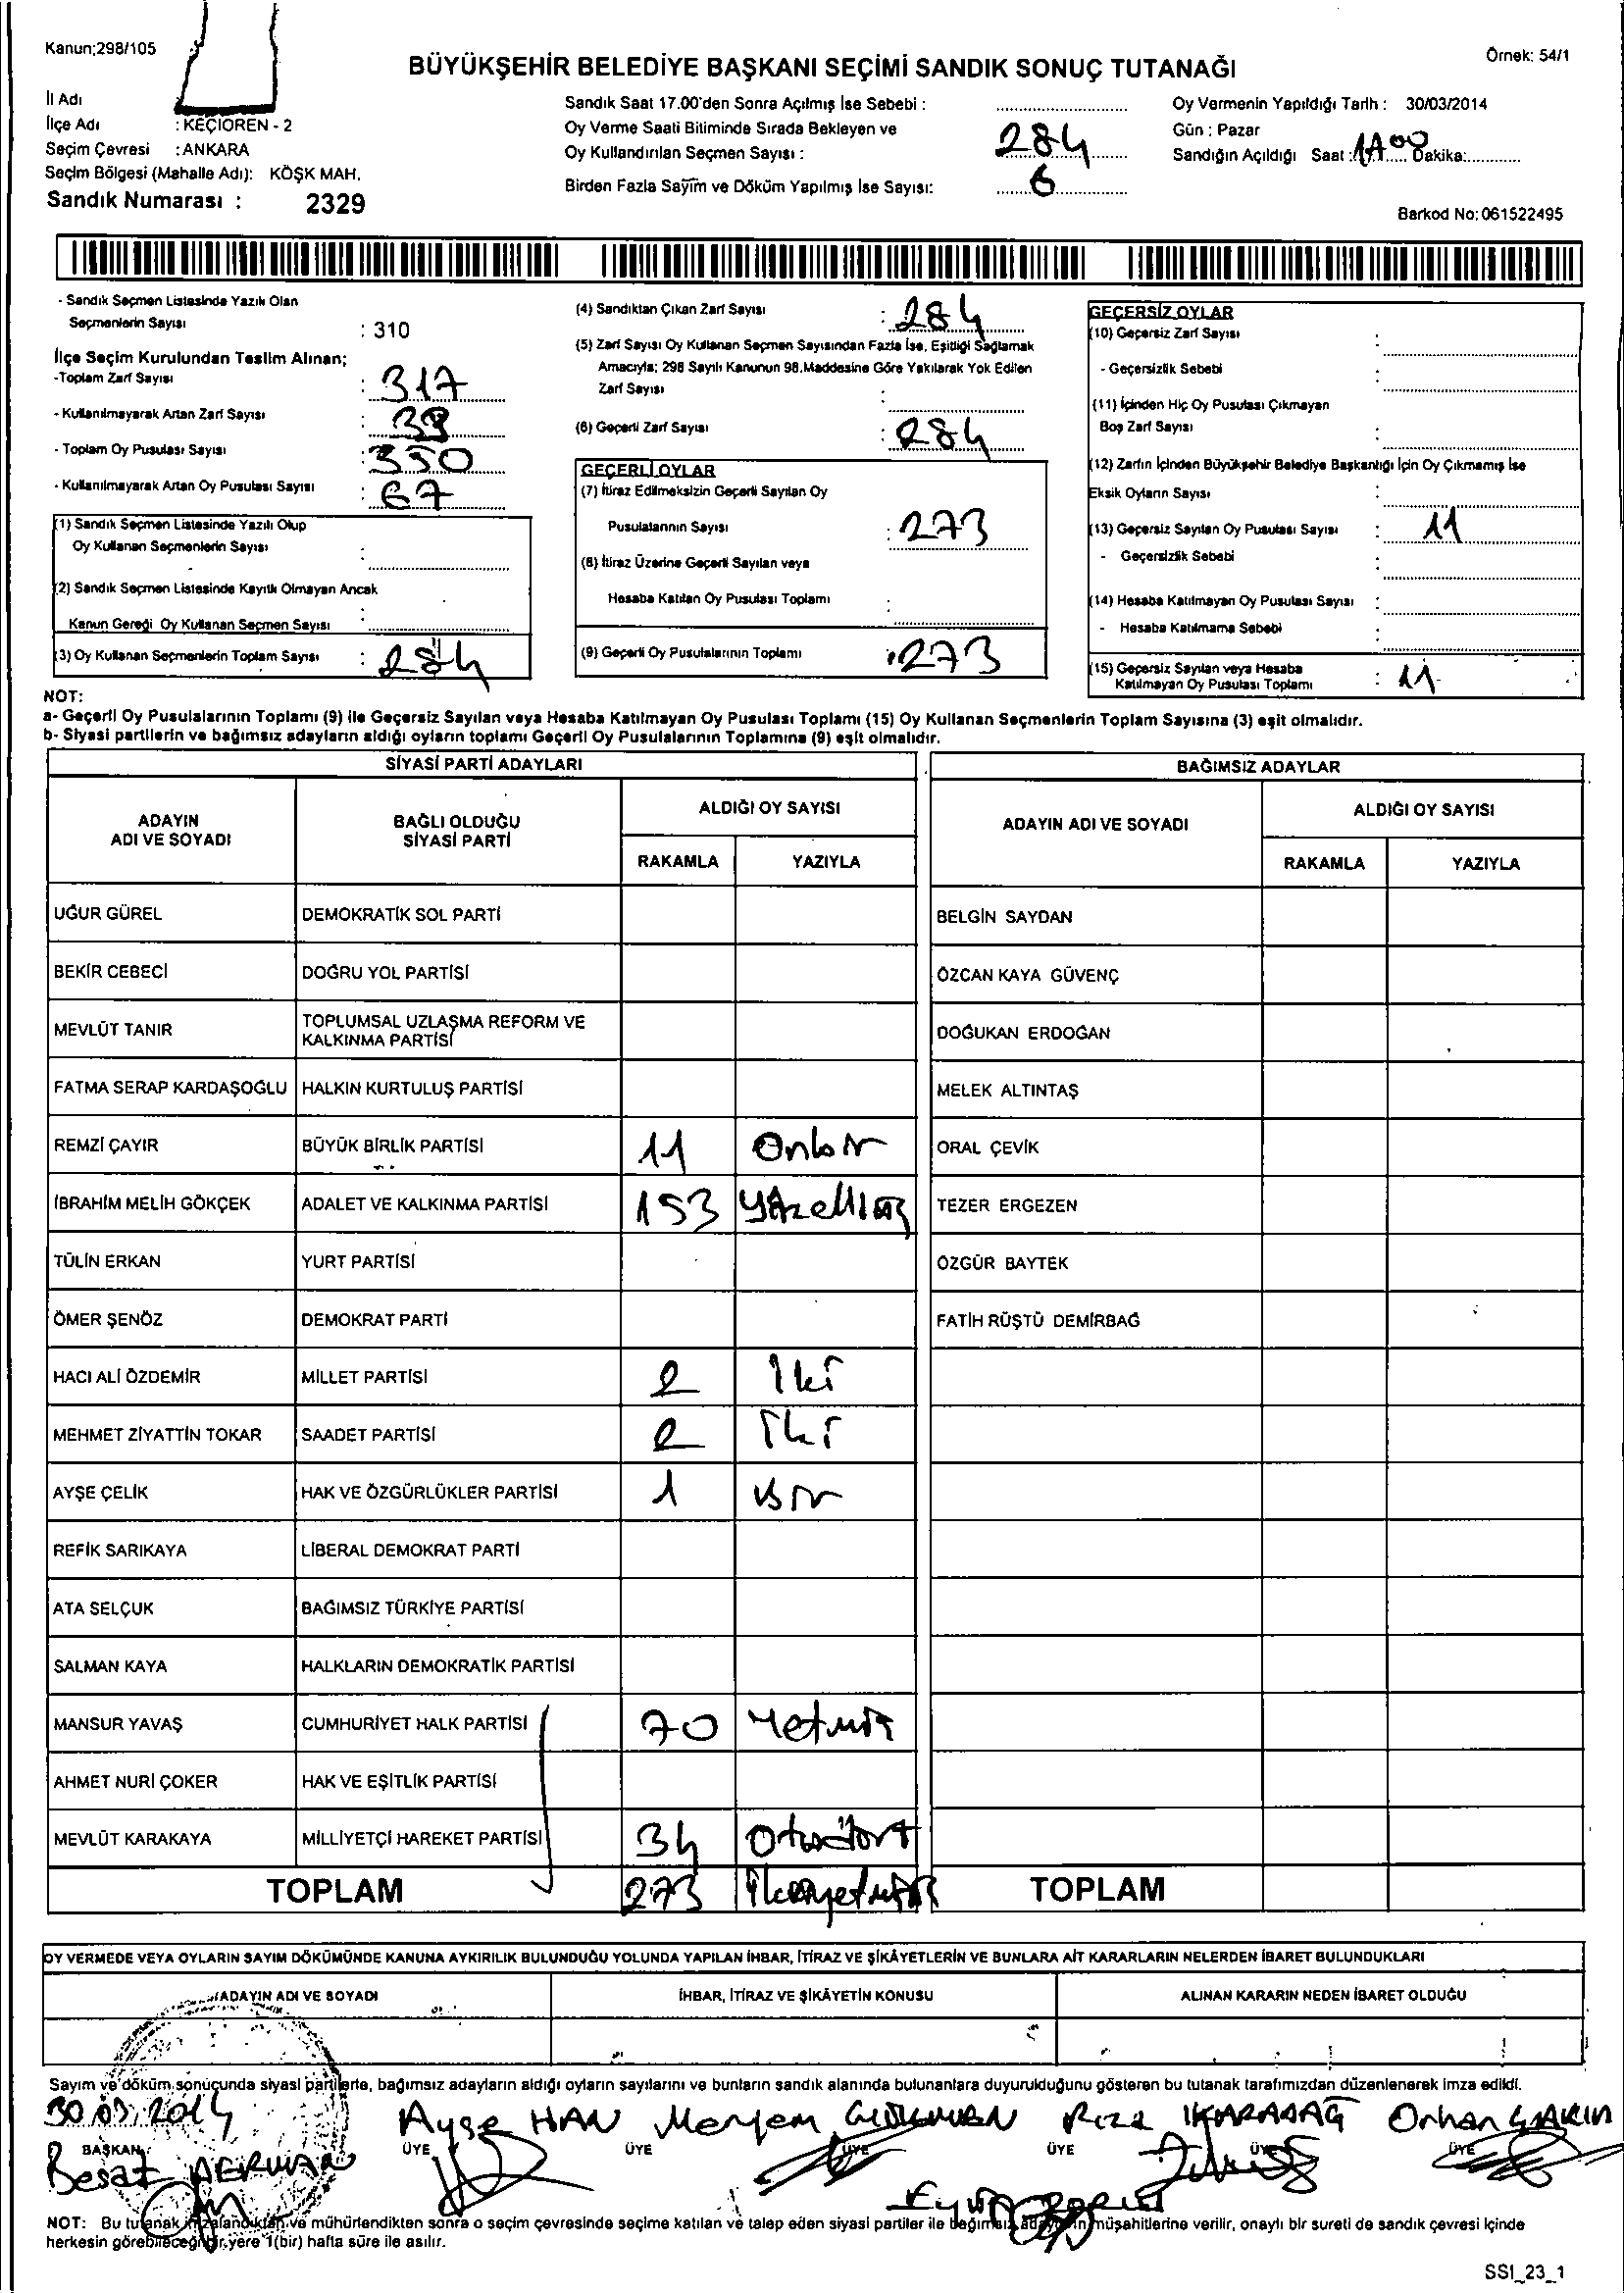 Kanun;298/105
Örnek: 54/1
BÜYÜKŞEHİR BELEDİYE BAŞKANI SEÇİMİ SANDIK SONUÇ TUTANAĞI
İl Adı
İlçe Adı : KEÇİOREN - 2
Seçim Çevresi : ANKARA
Seçim Bölgesi (Mahalle Adı): KÖŞK MAH.
Sandık Numarası : 2329
Sandık Saat 17.00'den Sonra Açılmış İse Sebebi :
Oy Verme Saati Bitiminde Sırada Bekleyen ve
Oy Kullandırılan Seçmen Sayısı : 284
Birden Fazla Sayım ve Döküm Yapılmış İse Sayısı: 6
Oy Vermenin Yapıldığı Tarih : 30/03/2014
Gün : Pazar
Sandığın Açıldığı Saat : Dakika:
Barkod No: 061522495
- Sandık Seçmen Listesinde Yazılı Olan
Seçmenlerin Sayısı : 310
İlçe Seçim Kurulundan Teslim Alınan;
-Toplam Zarf Sayısı : 317
- Kullanılmayarak Artan Zarf Sayısı : 33
- Toplam Oy Pusulası Sayısı : 350
- Kullanılmayarak Artan Oy Pusulası Sayısı : 67
(1) Sandık Seçmen Listesinde Yazılı Olup
Oy Kullanan Seçmenlerin Sayısı :
(2) Sandık Seçmen Listesinde Kayıtlı Olmayan Ancak
Kanun Gereği Oy Kullanan Seçmen Sayısı :
(3) Oy Kullanan Seçmenlerin Toplam Sayısı : 284
(4) Sandıktan Çıkan Zarf Sayısı : 284
(5) Zarf Sayısı Oy Kullanan Seçmen Sayısından Fazla İse, Eşitliği Sağlamak
Amacıyla; 298 Sayılı Kanunun 98.Maddesine Göre Yakılarak Yok Edilen
Zarf Sayısı :
(6) Geçerli Zarf Sayısı : 284
GEÇERLİ OYLAR
(7) İtiraz Edilmeksizin Geçerli Sayılan Oy
Pusulalarının Sayısı : 273
(8) İtiraz Üzerine Geçerli Sayılan veya
Hesaba Katılan Oy Pusulası Toplamı :
(9) Geçerli Oy Pusulalarının Toplamı : 273
GEÇERSİZ OYLAR
(10) Geçersiz Zarf Sayısı :
- Geçersizlik Sebebi :
(11) İçinden Hiç Oy Pusulası Çıkmayan
Boş Zarf Sayısı :
(12) Zarfın İçinden Büyükşehir Belediye Başkanlığı İçin Oy Çıkmamış İse
Eksik Oyların Sayısı :
(13) Geçersiz Sayılan Oy Pusulası Sayısı : 11
- Geçersizlik Sebebi :
(14) Hesaba Katılmayan Oy Pusulası Sayısı :
- Hesaba Katılmama Sebebi :
(15) Geçersiz Sayılan veya Hesaba
Katılmayan Oy Pusulası Toplamı : 11
NOT:
a- Geçerli Oy Pusulalarının Toplamı (9) ile Geçersiz Sayılan veya Hesaba Katılmayan Oy Pusulası Toplamı (15) Oy Kullanan Seçmenlerin Toplam Sayısına (3) eşit olmalıdır.
b- Siyasi partilerin ve bağımsız adayların aldığı oyların toplamı Geçerli Oy Pusulalarının Toplamına (9) eşit olmalıdır.
SİYASİ PARTİ ADAYLARI
ADAYIN ADI VE SOYADI BAĞLI OLDUĞU SİYASİ PARTİ ALDIĞI OY SAYISI
RAKAMLA YAZIYLA
UĞUR GÜREL DEMOKRATİK SOL PARTİ
BEKİR CEBECİ DOĞRU YOL PARTİSİ
MEVLÜT TANIR TOPLUMSAL UZLAŞMA REFORM VE
KALKINMA PARTİSİ
FATMA SERAP KARDAŞOĞLU HALKIN KURTULUŞ PARTİSİ
REMZİ ÇAYIR BÜYÜK BİRLİK PARTİSİ 11 Onbir
İBRAHİM MELİH GÖKÇEK ADALET VE KALKINMA PARTİSİ 153 yüzelliüç
TÜLİN ERKAN YURT PARTİSİ
ÖMER ŞENÖZ DEMOKRAT PARTİ
HACI ALİ ÖZDEMİR MİLLET PARTİSİ 2 İki
MEHMET ZİYATTİN TOKAR SAADET PARTİSİ 2 İki
AYŞE ÇELİK HAK VE ÖZGÜRLÜKLER PARTİSİ 1 Bir
REFİK SARIKAYA LİBERAL DEMOKRAT PARTİ
ATA SELÇUK BAĞIMSIZ TÜRKİYE PARTİSİ
SALMAN KAYA HALKLARIN DEMOKRATİK PARTİSİ
MANSUR YAVAŞ CUMHURİYET HALK PARTİSİ 70 Yetmiş
AHMET NURİ ÇOKER HAK VE EŞİTLİK PARTİSİ
MEVLÜT KARAKAYA MİLLİYETÇİ HAREKET PARTİSİ 34 Otuzdört
TOPLAM 273 İkiyüzyetmişüç
BAĞIMSIZ ADAYLAR
ADAYIN ADI VE SOYADI ALDIĞI OY SAYISI
RAKAMLA YAZIYLA
BELGİN SAYDAN
ÖZCAN KAYA GÜVENÇ
DOĞUKAN ERDOĞAN
MELEK ALTINTAŞ
ORAL ÇEVİK
TEZER ERGEZEN
ÖZGÜR BAYTEK
FATİH RÜŞTÜ DEMİRBAĞ
TOPLAM
OY VERMEDE VEYA OYLARIN SAYIM DÖKÜMÜNDE KANUNA AYKIRILIK BULUNDUĞU YOLUNDA YAPILAN İHBAR, İTİRAZ VE ŞİKÂYETLERİN VE BUNLARA AİT KARARLARIN NELERDEN İBARET BULUNDUKLARI
ADAYIN ADI VE SOYADI İHBAR, İTİRAZ VE ŞİKÂYETİN KONUSU ALINAN KARARIN NEDEN İBARET OLDUĞU
Sayım ve döküm sonucunda siyasi partilerle, bağımsız adayların aldığı oyların sayılarını ve bunların sandık alanında bulunanlara duyurulduğunu gösteren bu tutanak tarafımızdan düzenlenerek imza edildi.
30.03.2014 Ayşe HAN Meryem Rıza KARADAĞ Orhan
BAŞKAN ÜYE ÜYE ÜYE ÜYE ÜYE ÜYE
NOT: Bu tutanak imzalandıktan ve mühürlendikten sonra o seçim çevresinde seçime katılan ve talep eden siyasi partiler ile bağımsız adayların müşahitlerine verilir, onaylı bir sureti de sandık çevresi içinde
herkesin görebileceği bir yere 1(bir) hafta süre ile asılır.
SSI_23_1